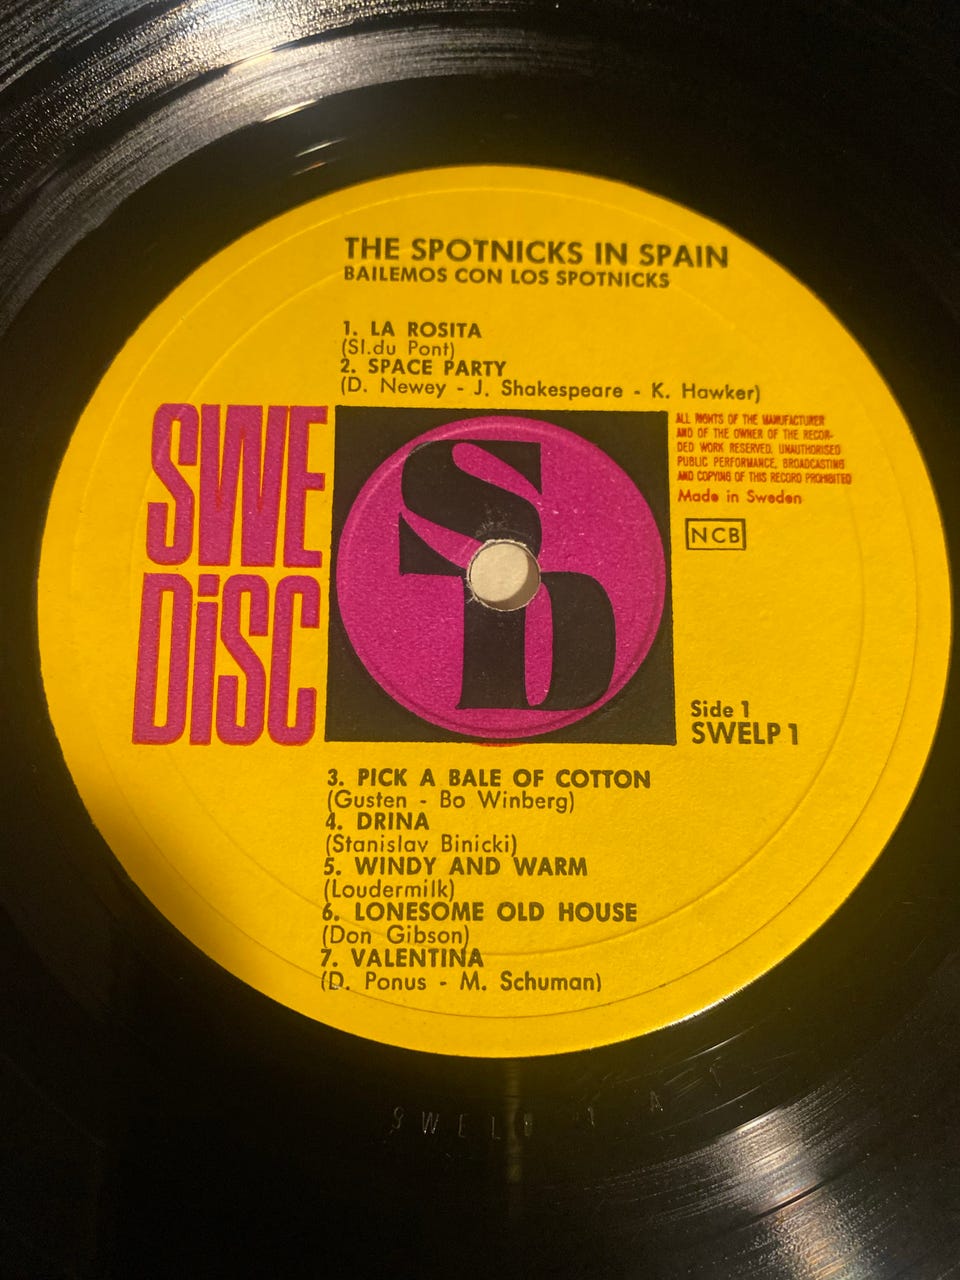 THE SPOTNICKS IN SPAIN
BAILEMOS CON LOS SPOTNICKS
1. LA ROSITA
(Sl.du Pont)
2. SPACE PARTY
(D. Newey - J. Shakespeare - K. Hawker)
SWE
DiSC
SD
ALL RIGHTS OF THE MANUFACTURER
AND OF THE OWNER OF THE RECOR-
DED WORK RESERVED. UNAUTHORISED
PUBLIC PERFORMANCE, BROADCASTING
AND COPYING OF THIS RECORD PROHIBITED
Made in Sweden
NCB
Side 1
SWELP 1
3. PICK A BALE OF COTTON
(Gusten - Bo Winberg)
4. DRINA
(Stanislav Binicki)
5. WINDY AND WARM
(Loudermilk)
6. LONESOME OLD HOUSE
(Don Gibson)
7. VALENTINA
(D. Ponus - M. Schuman)
SWELP 1 A